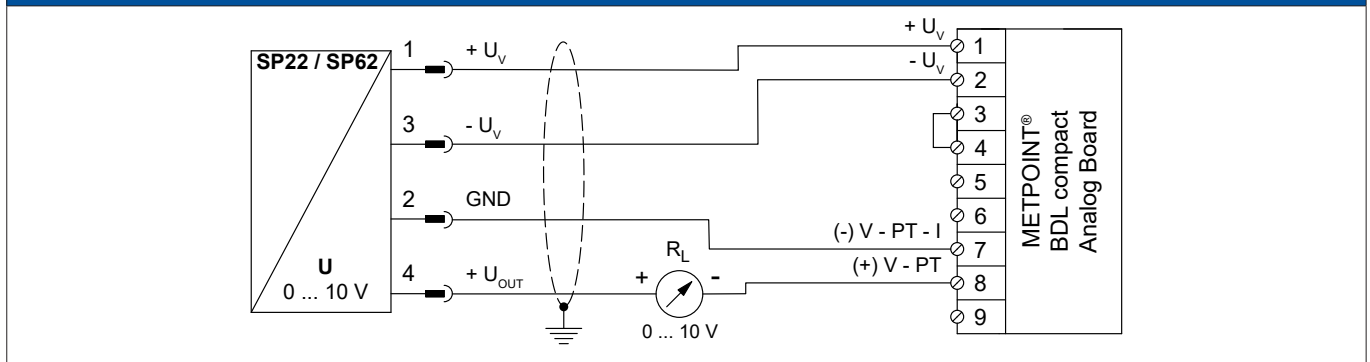 SP22 / SP62
U
0 ... 10 V
1
+ U_V
3
- U_V
2
GND
4
+ U_OUT
R_L
+
-
0 ... 10 V
+ U_V
- U_V
(-) V - PT - I
(+) V - PT
1
2
3
4
5
6
7
8
9
METPOINT®
BDL compact
Analog Board